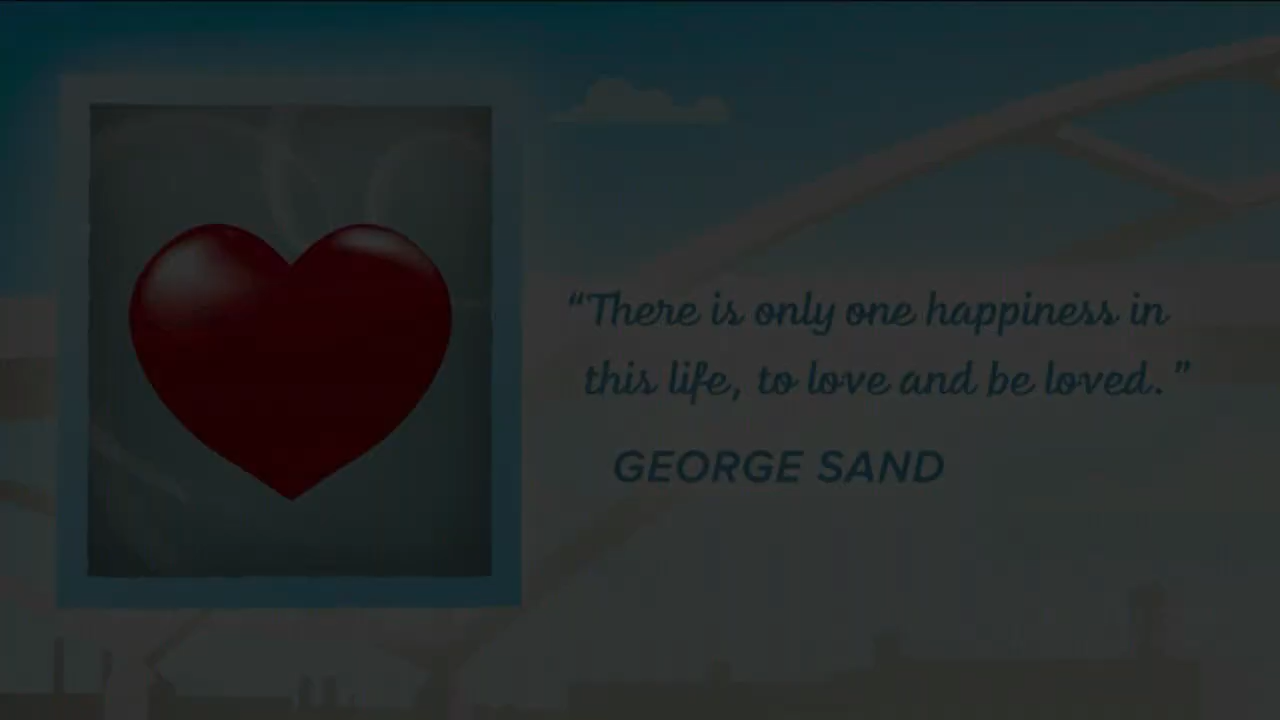 “There is only one happiness in
this life, to love and be loved.”
GEORGE SAND